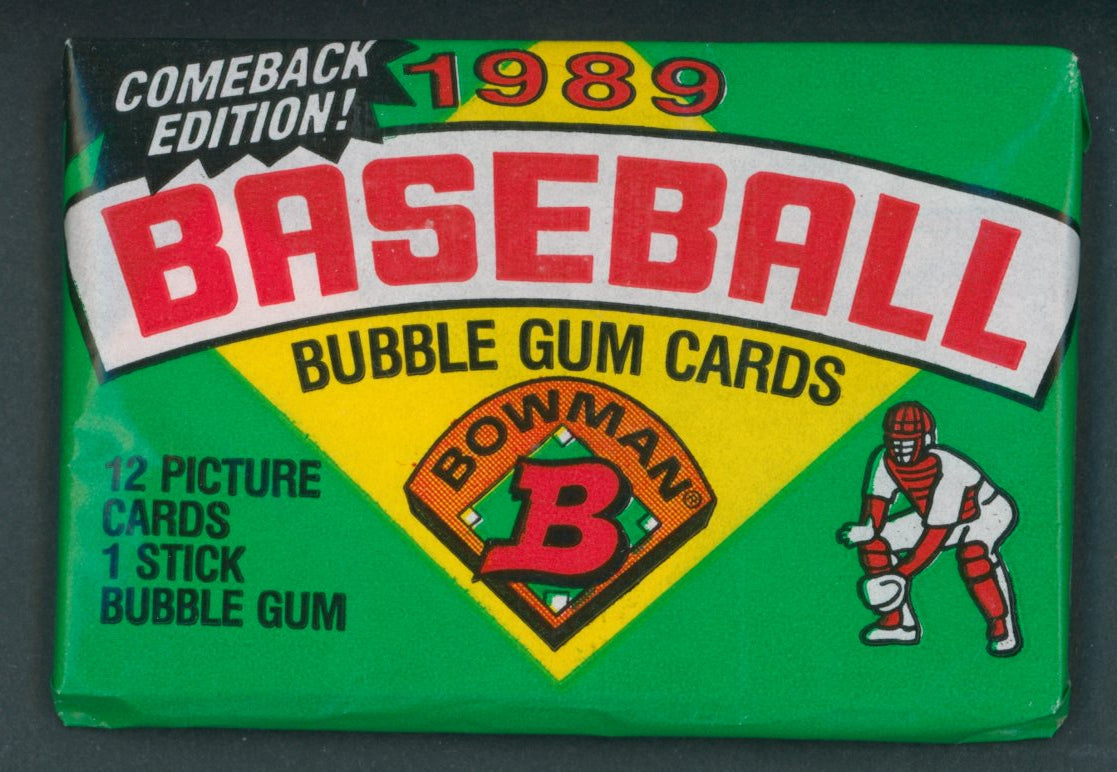 COMEBACK
EDITION!
1989
BASEBALL
BUBBLE GUM CARDS
BOWMAN®
B
12 PICTURE
CARDS
1 STICK
BUBBLE GUM